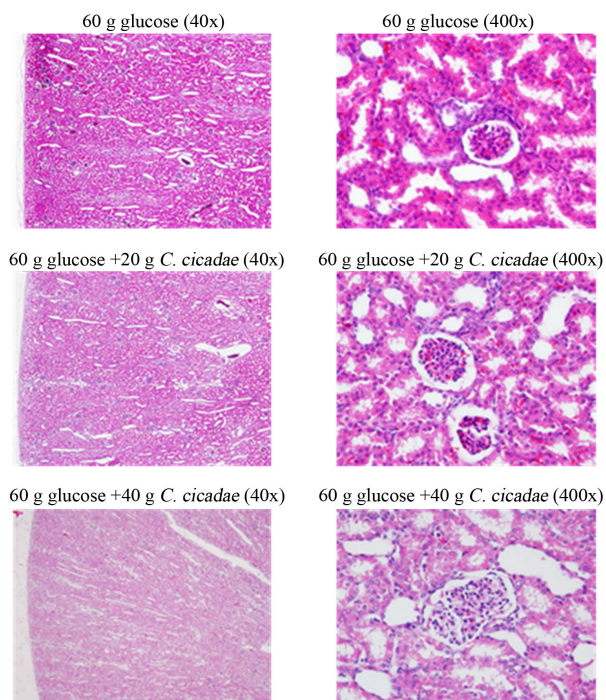 60 g glucose (40x)
60 g glucose (400x)
60 g glucose +20 g C. cicadae (40x)
60 g glucose +20 g C. cicadae (400x)
60 g glucose +40 g C. cicadae (40x)
60 g glucose +40 g C. cicadae (400x)